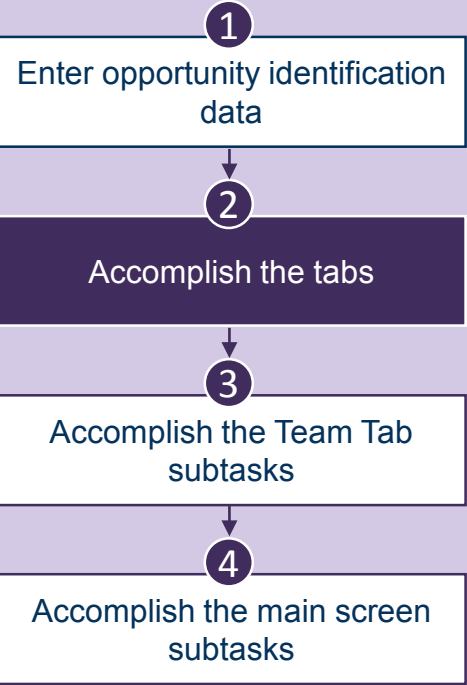 1
Enter opportunity identification
data
2
Accomplish the tabs
3
Accomplish the Team Tab
subtasks
4
Accomplish the main screen
subtasks